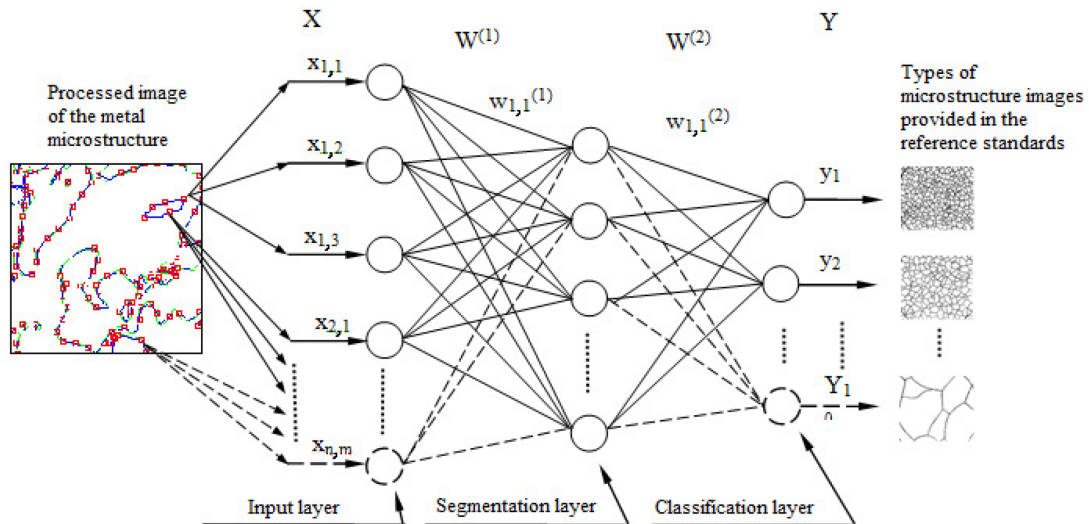 X
W(1)
W(2)
Y
Processed image
of the metal
microstructure
x1,1
x1,2
x1,3
x2,1
xn,m
w1,1(1)
w1,1(2)
y1
y2
Y1
0
Types of
microstructure images
provided in the
reference standards
Input layer
Segmentation layer
Classification layer